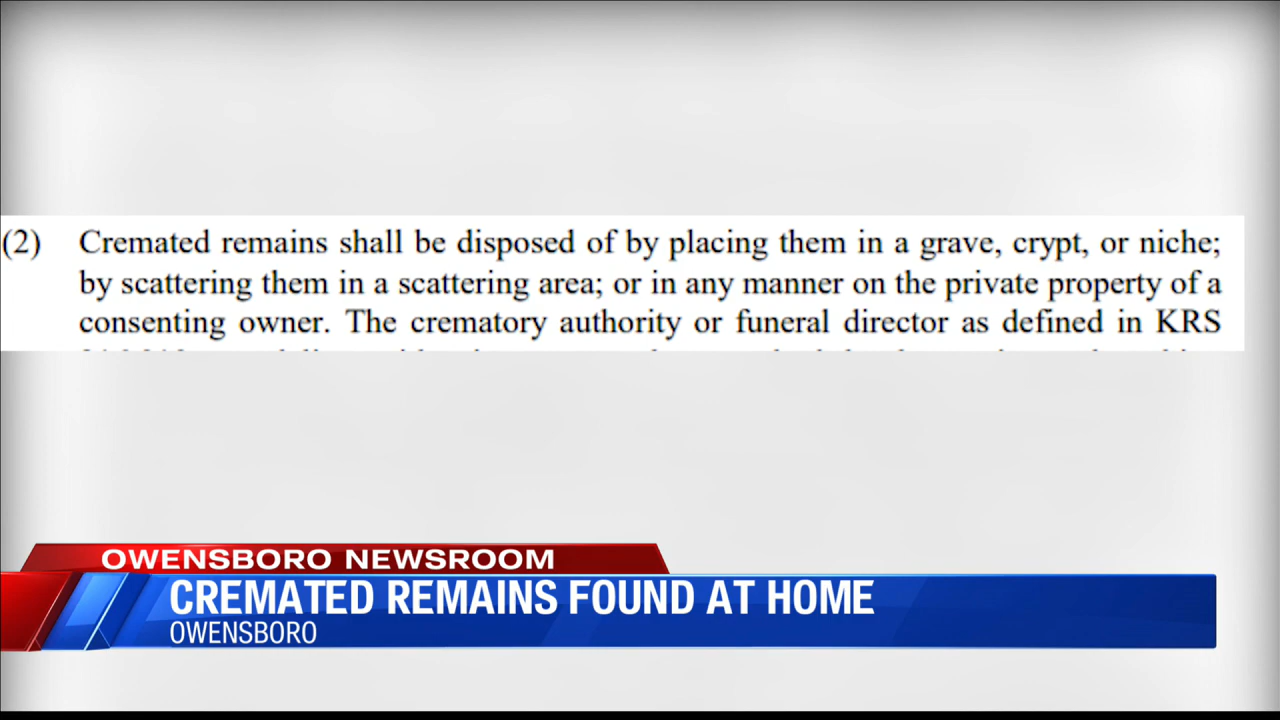 (2) Cremated remains shall be disposed of by placing them in a grave, crypt, or niche;
by scattering them in a scattering area; or in any manner on the private property of a
consenting owner. The crematory authority or funeral director as defined in KRS
OWENSBORO NEWSROOM
CREMATED REMAINS FOUND AT HOME
OWENSBORO